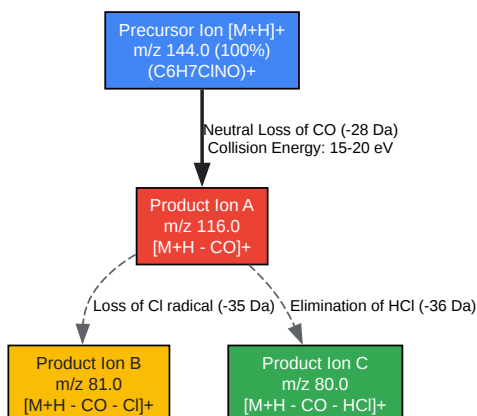 Precursor Ion [M+H]+
m/z 144.0 (100%)
(C6H7ClNO)+
Neutral Loss of CO (-28 Da)
Collision Energy: 15-20 eV
Product Ion A
m/z 116.0
[M+H - CO]+
Loss of Cl radical (-35 Da)
Elimination of HCl (-36 Da)
Product Ion B
m/z 81.0
[M+H - CO - Cl]+
Product Ion C
m/z 80.0
[M+H - CO - HCl]+